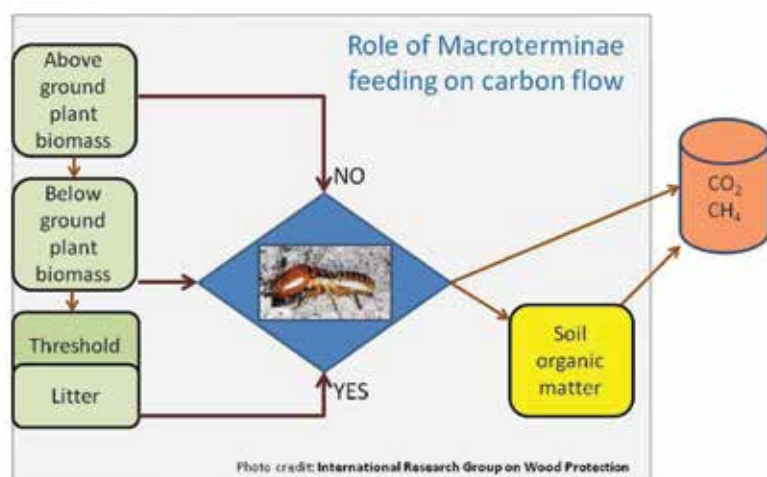 Role of Macroterminae
feeding on carbon flow
Above
ground
plant
biomass
NO
Below
ground
plant
biomass
CO₂
CH₄
Threshold
Litter
YES
Soil
organic
matter
Photo credit: International Research Group on Wood Protection